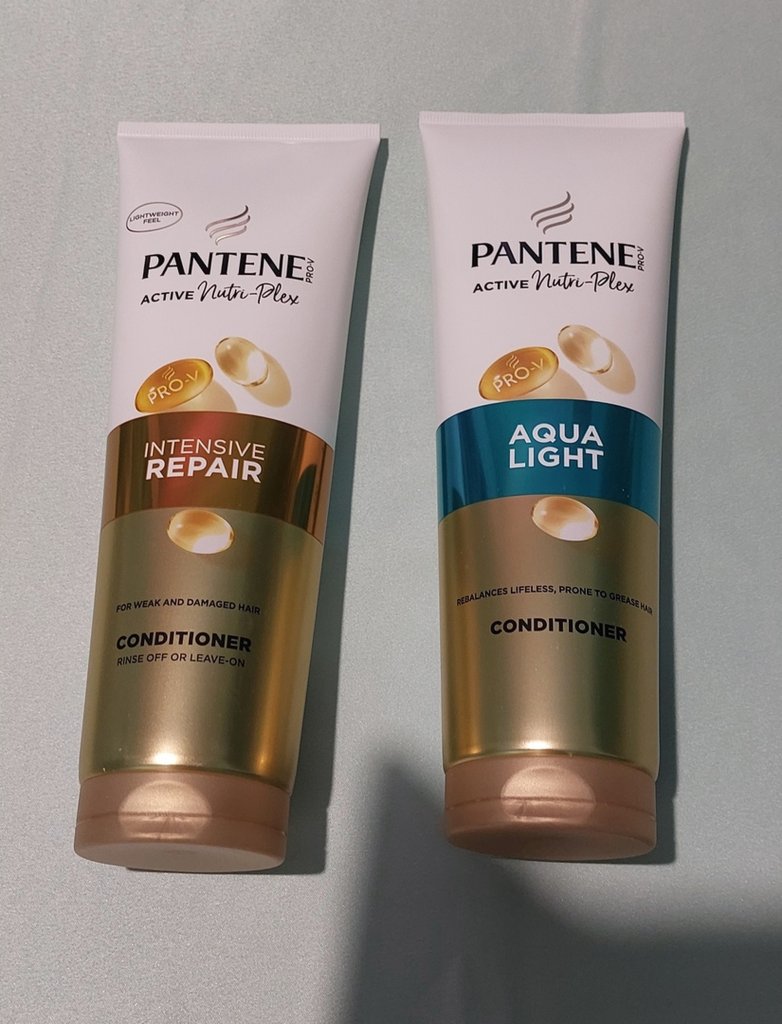 LIGHTWEIGHT
FEEL
PANTENE PRO-V
ACTIVE Nutri-Plex
PRO-V
INTENSIVE
REPAIR
FOR WEAK AND DAMAGED HAIR
CONDITIONER
RINSE OFF OR LEAVE-ON
PANTENE PRO-V
ACTIVE Nutri-Plex
PRO-V
AQUA
LIGHT
REBALANCES LIFELESS, PRONE TO GREASE HAIR
CONDITIONER